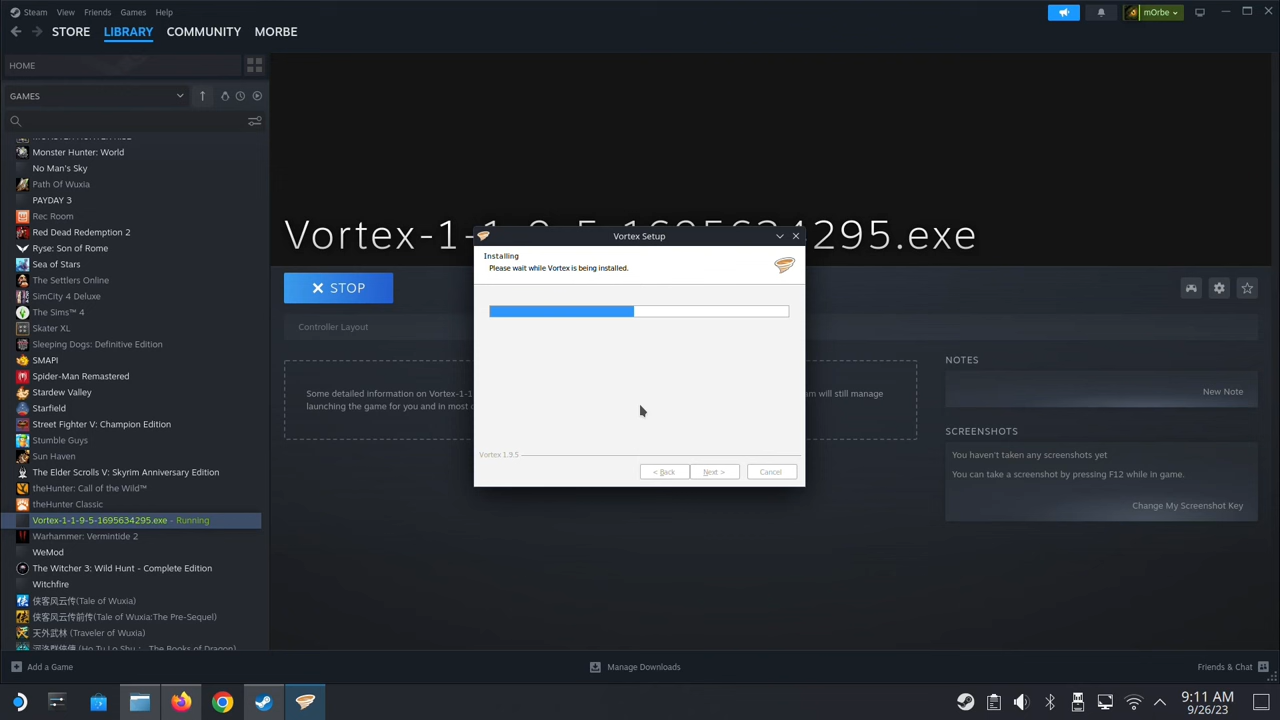 Steam View Friends Games Help
mOrbe
STORE LIBRARY COMMUNITY MORBE
HOME
GAMES
Monster Hunter: World
No Man's Sky
Path Of Wuxia
PAYDAY 3
Rec Room
Red Dead Redemption 2
Ryse: Son of Rome
Sea of Stars
The Settlers Online
SimCity 4 Deluxe
The Sims™ 4
Skater XL
Sleeping Dogs: Definitive Edition
SMAPI
Spider-Man Remastered
Stardew Valley
Starfield
Street Fighter V: Champion Edition
Stumble Guys
Sun Haven
The Elder Scrolls V: Skyrim Anniversary Edition
theHunter: Call of the Wild™
theHunter Classic
Vortex-1-1-9-5-1695634295.exe - Running
Warhammer: Vermintide 2
WeMod
The Witcher 3: Wild Hunt - Complete Edition
Witchfire
侠客风云传(Tale of Wuxia)
侠客风云传前传(Tale of Wuxia:The Pre-Sequel)
天外武林 (Traveler of Wuxia)
Add a Game
Vortex-1-1-9-5-1695634295.exe
STOP
Controller Layout
Some detailed information on Vortex-1-1 am will still manage
launching the game for you and in most
Vortex Setup
Installing
Please wait while Vortex is being installed.
Vortex 1.9.5
< Back Next > Cancel
NOTES
New Note
SCREENSHOTS
You haven't taken any screenshots yet
You can take a screenshot by pressing F12 while in game.
Change My Screenshot Key
Manage Downloads
Friends & Chat
9:11 AM
9/26/23